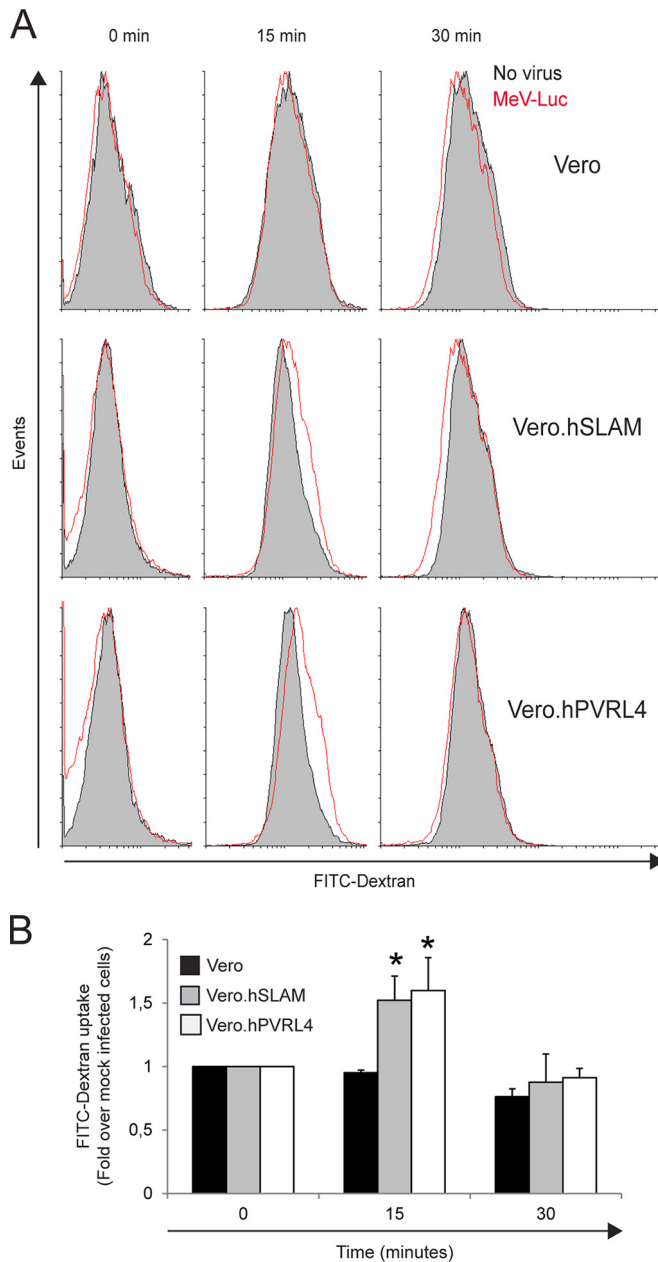 A
0 min 15 min 30 min
No virus
MeV-Luc
Vero
Vero.hSLAM
Vero.hPVRL4
Events
FITC-Dextran
B
FITC-Dextran uptake
(Fold over mock infected cells)
2
1,5
1
0,5
0
Vero
Vero.hSLAM
Vero.hPVRL4
* *
0 15 30
Time (minutes)